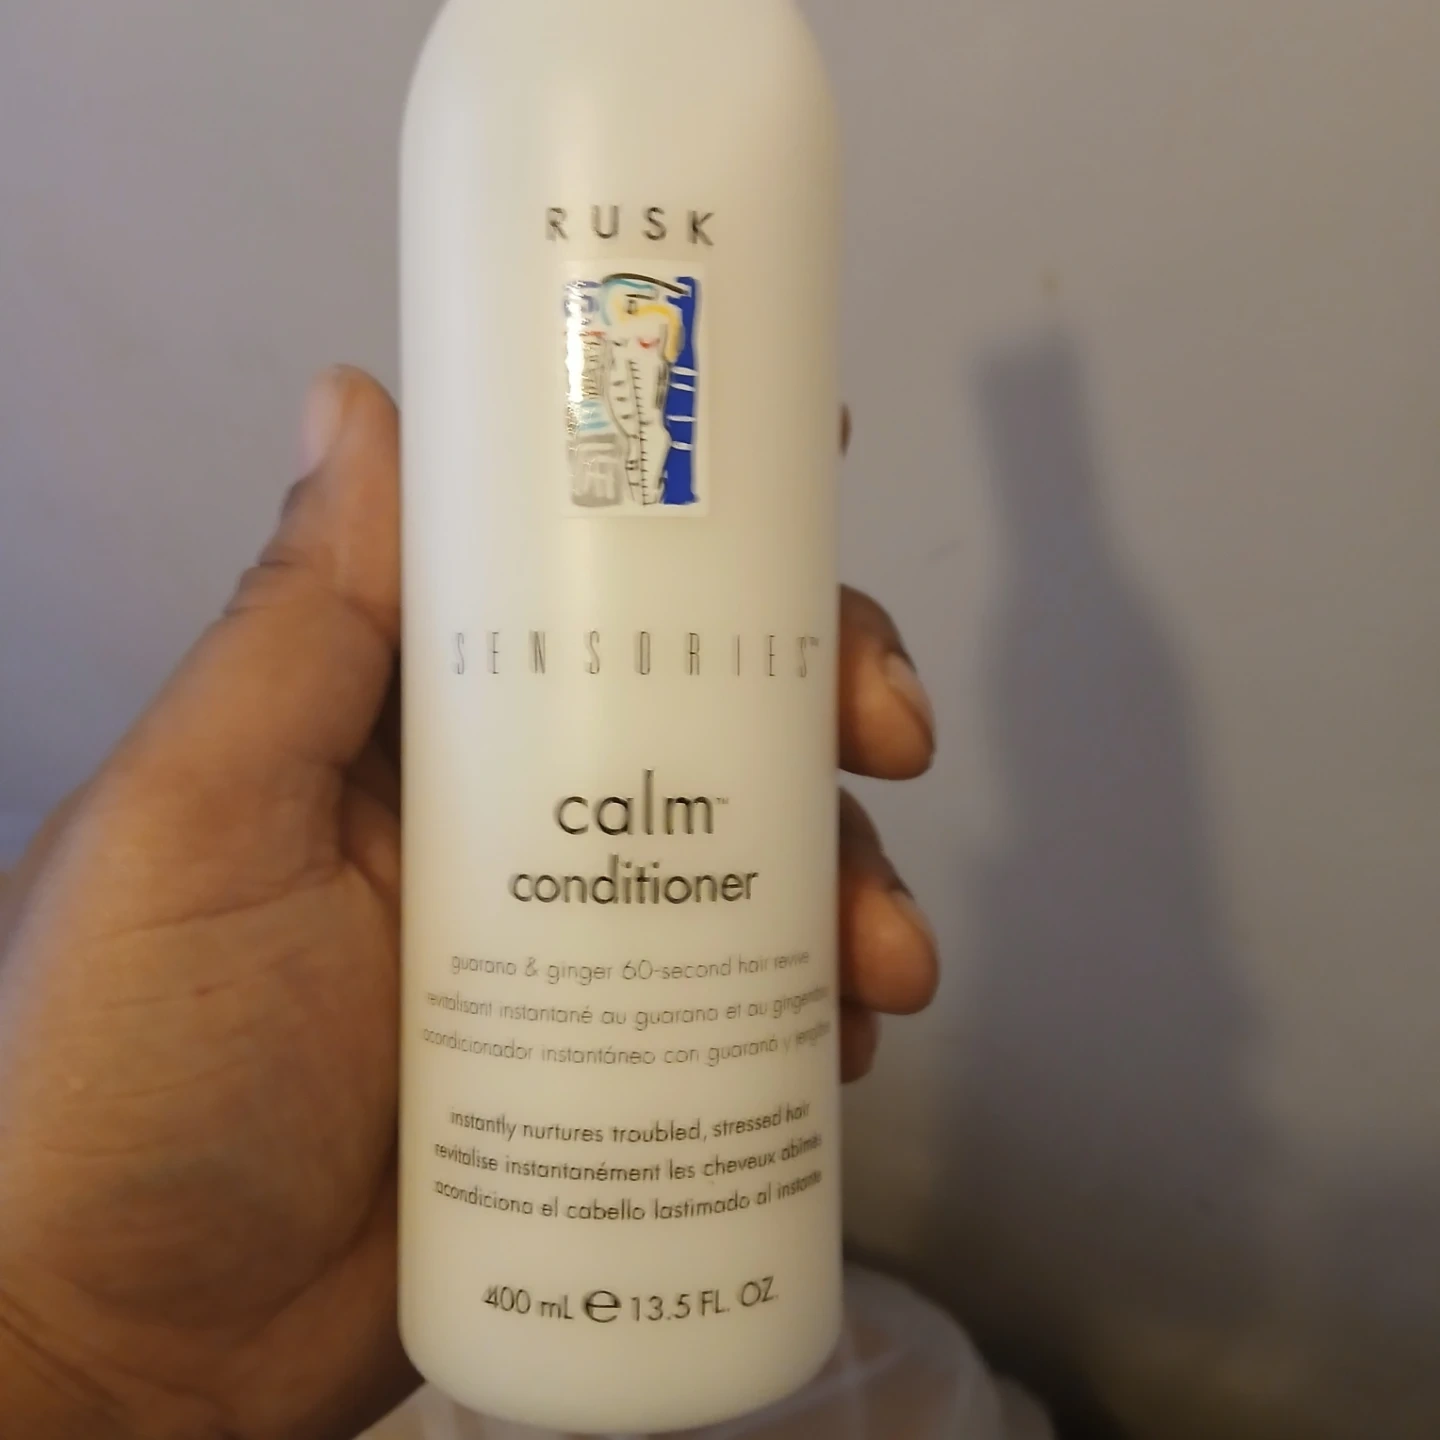 RUSK
SENSORIES™
calm™
conditioner
guarana & ginger 60-second hair revive
revitalisant instantané au guarana et au gingembre
acondicionador instantáneo con guaraná y jengibre
instantly nurtures troubled, stressed hair
revitalise instantanément les cheveux abîmés
acondiciona el cabello lastimado al instante
400 mL ℮ 13.5 FL. OZ.